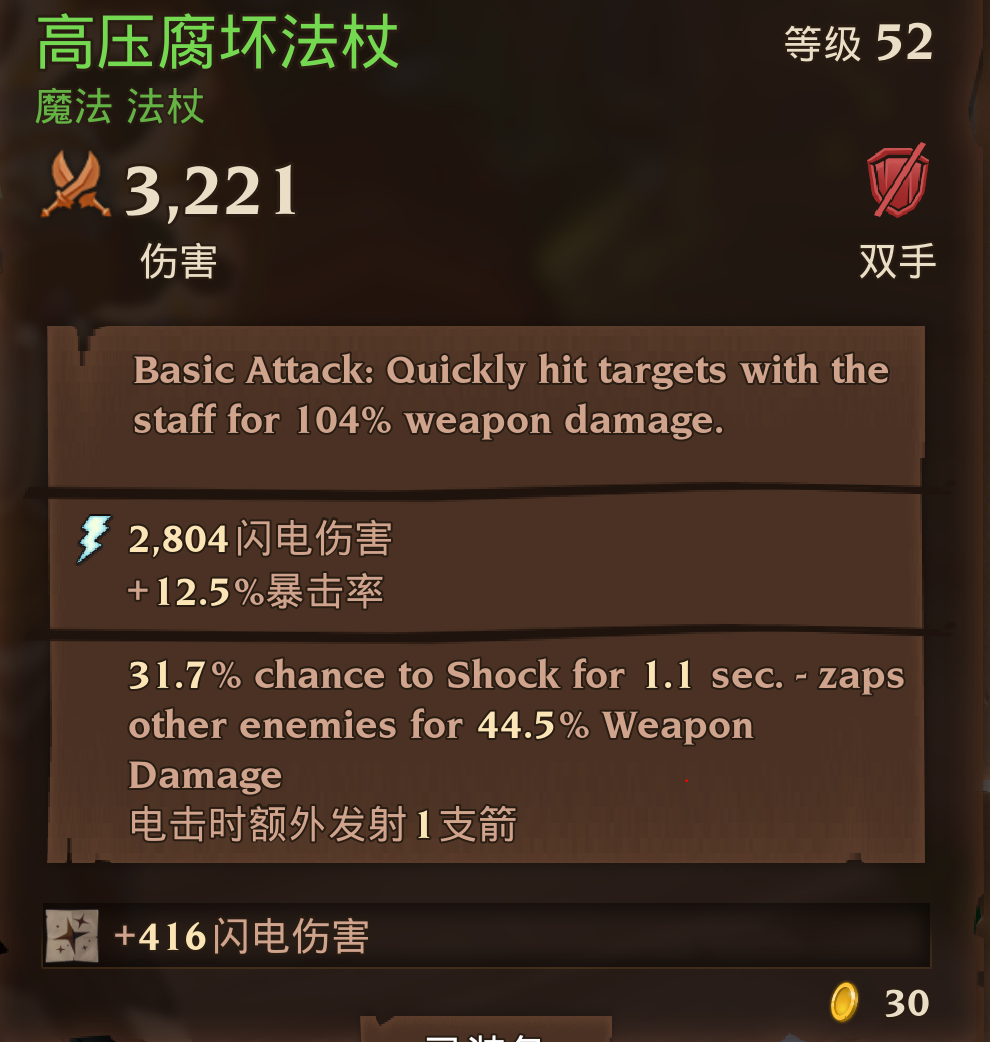 高压腐坏法杖
等级 52
魔法 法杖
3,221
伤害
双手
Basic Attack: Quickly hit targets with the
staff for 104% weapon damage.
2,804闪电伤害
+12.5%暴击率
31.7% chance to Shock for 1.1 sec. - zaps
other enemies for 44.5% Weapon
Damage
电击时额外发射1支箭
+416闪电伤害
30